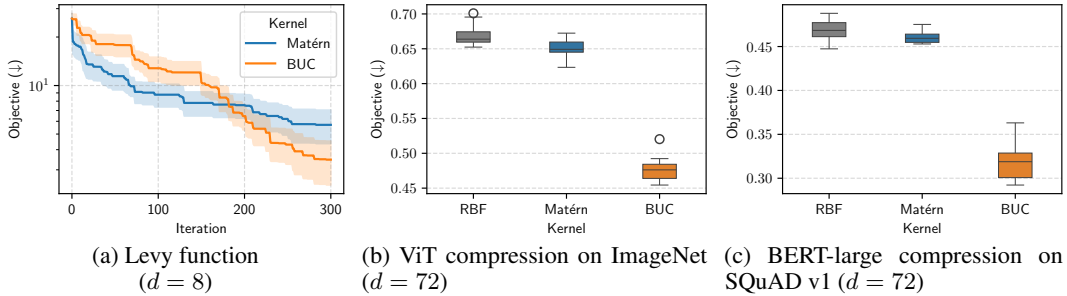 Kernel
Matérn
BUC
10¹
Objective (↓)
0
100
200
300
Iteration
(a) Levy function
(d = 8)
0.70
0.65
0.60
0.55
0.50
0.45
Objective (↓)
RBF
Matérn
BUC
Kernel
(b) ViT compression on ImageNet
(d = 72)
0.45
0.40
0.35
0.30
Objective (↓)
RBF
Matérn
BUC
Kernel
(c) BERT-large compression on
SQuAD v1 (d = 72)